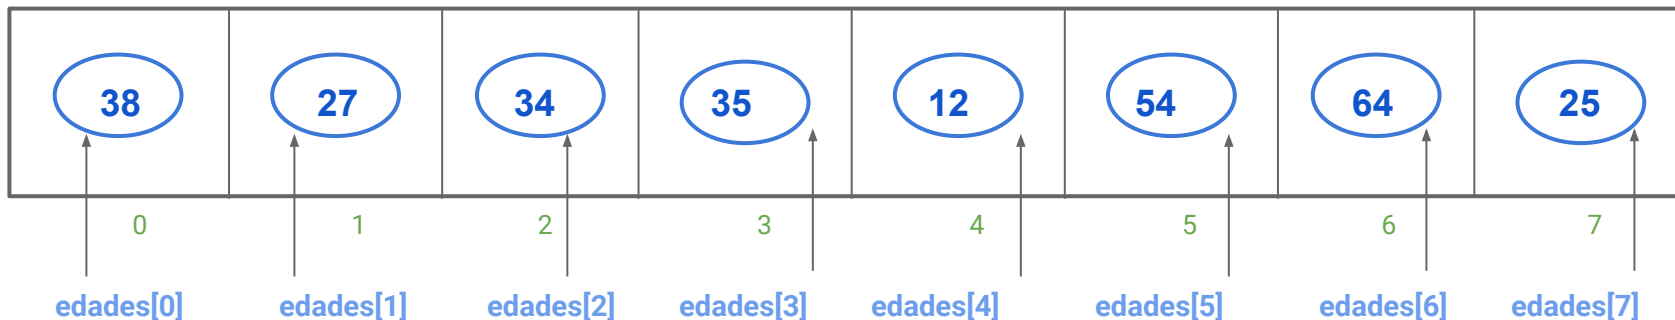 38 27 34 35 12 54 64 25
0 1 2 3 4 5 6 7
edades[0] edades[1] edades[2] edades[3] edades[4] edades[5] edades[6] edades[7]